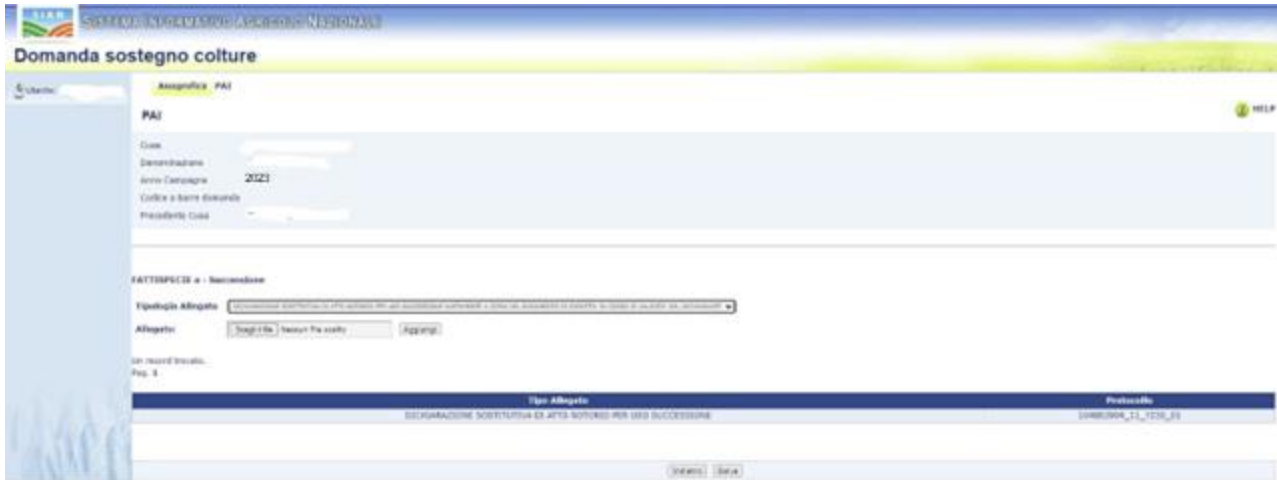 SIAN
SISTEMA INFORMATIVO AGRICOLO NAZIONALE
Domanda sostegno colture
Utente:
Anagrafica PAI
HELP
PAI
Cuaa
Denominazione
Anno Campagna 2023
Codice a barre domanda
Precedente Cuaa
FATTISPECIE a - Successione
Tipologia Allegato
Allegato: Scegli file Nessun file scelto Aggiungi
Un record trovato.
Pag. 1
Tipo Allegato Protocollo
DICHIARAZIONE SOSTITUTIVA DI ATTO NOTORIO PER USO SUCCESSIONE
Indietro Salva